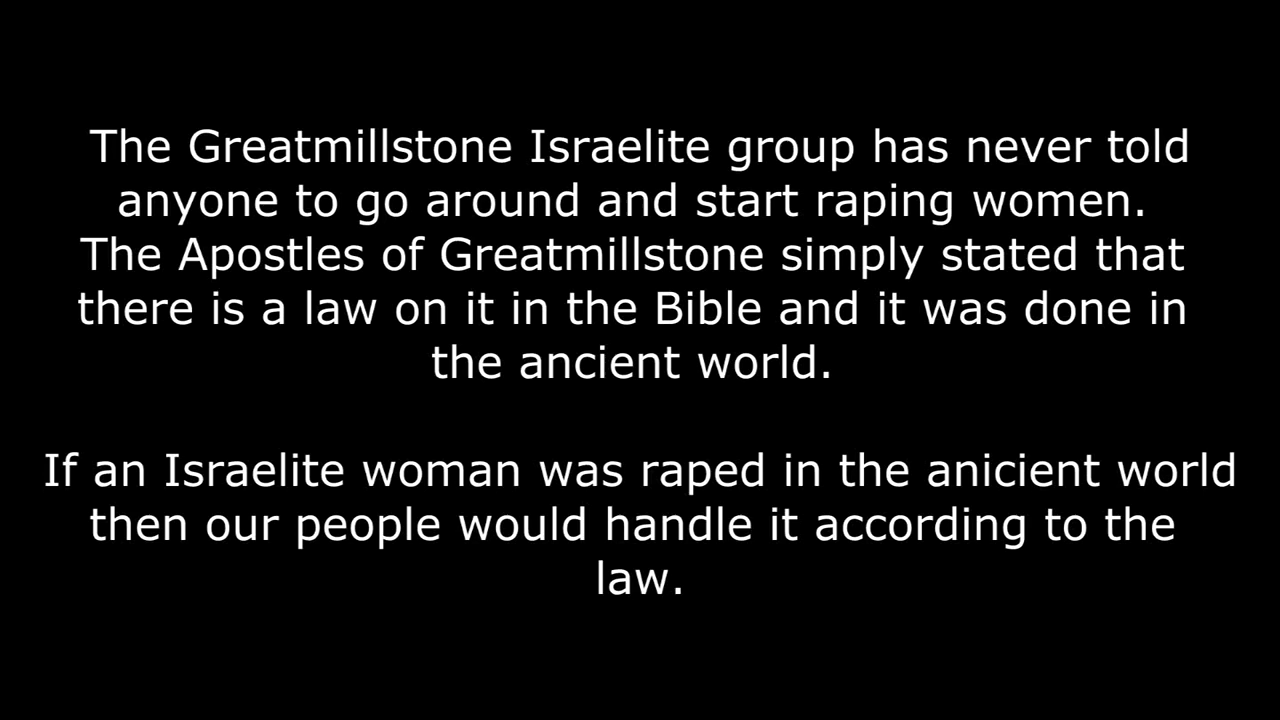 The Greatmillstone Israelite group has never told
anyone to go around and start raping women.
The Apostles of Greatmillstone simply stated that
there is a law on it in the Bible and it was done in
the ancient world.
If an Israelite woman was raped in the anicient world
then our people would handle it according to the
law.